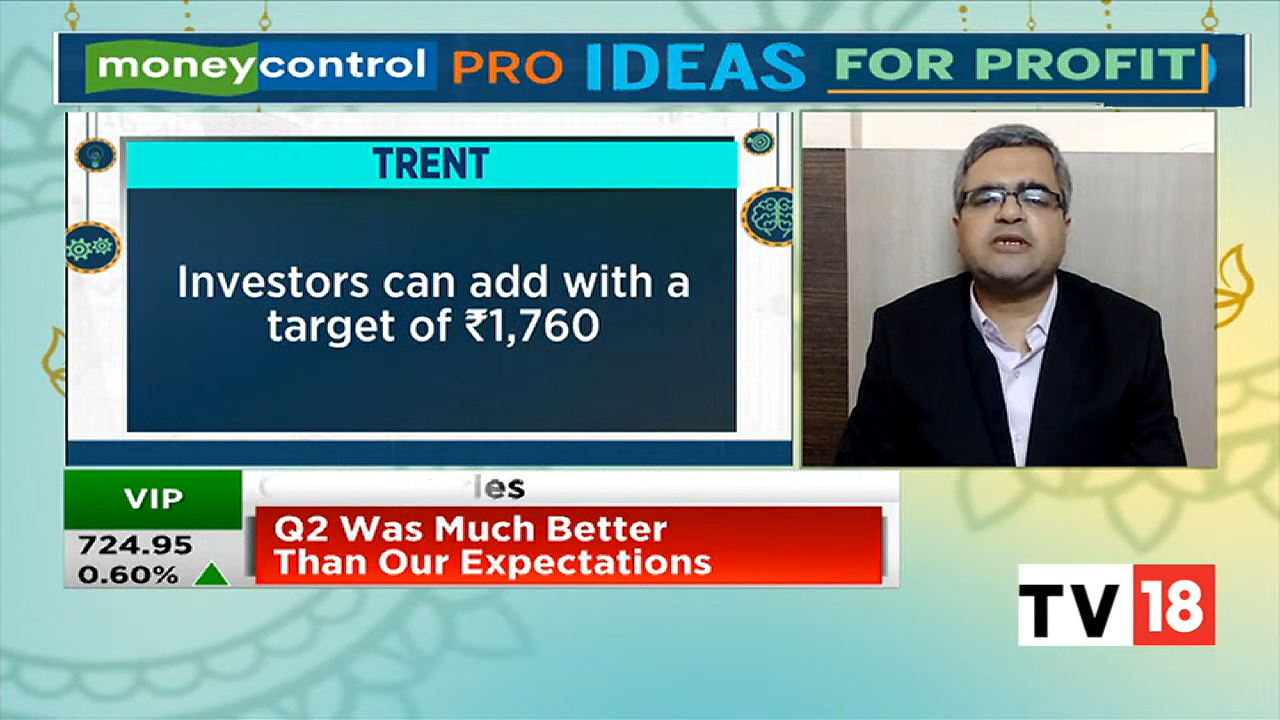 moneycontrol PRO IDEAS FOR PROFIT
TRENT
Investors can add with a
target of ₹1,760
VIP
724.95
0.60%
Q2 Was Much Better
Than Our Expectations
TV18